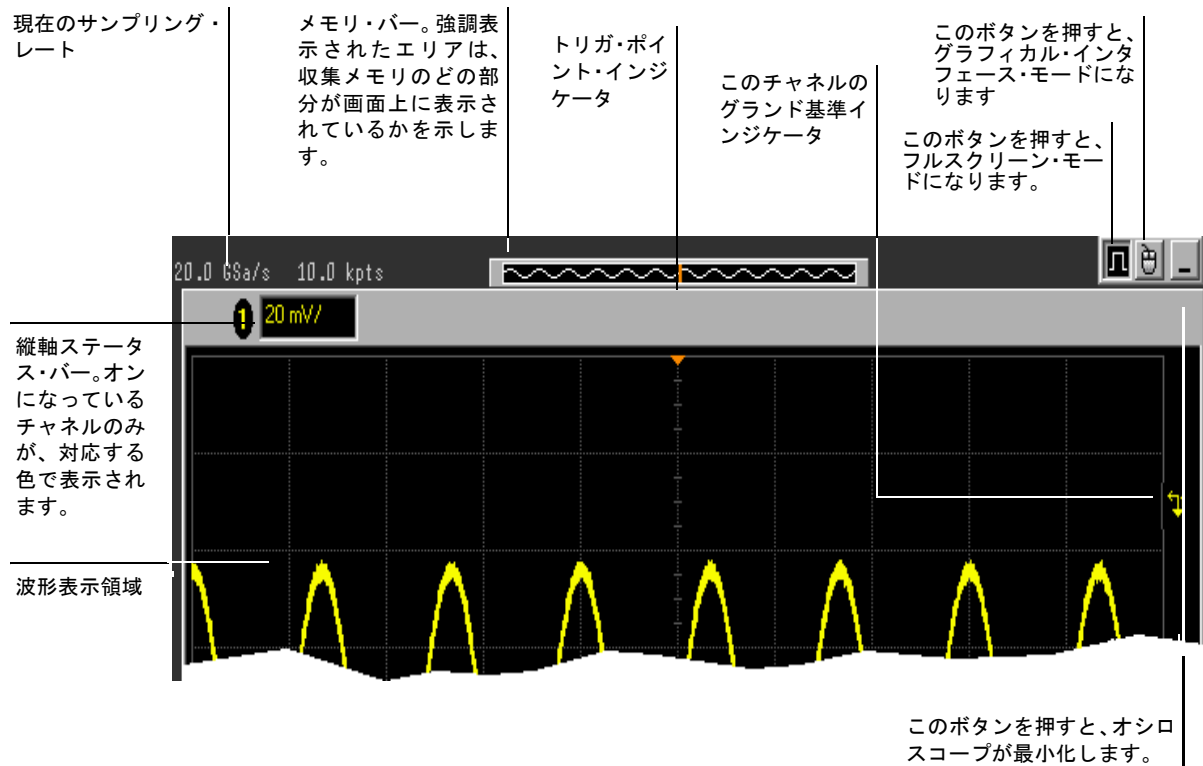 現在のサンプリング・
レート
メモリ・バー。強調表
示されたエリアは、
収集メモリのどの部
分が画面上に表示さ
れているかを示しま
す。
トリガ・ポイ
ント・インジ
ケータ
このチャネルの
グランド基準イ
ンジケータ
このボタンを押すと、
グラフィカル・インタ
フェース・モードにな
ります
このボタンを押すと、
フルスクリーン・モー
ドになります。
20.0 GSa/s 10.0 kpts
1 20 mV/
縦軸ステータ
ス・バー。オン
になっている
チャネルのみ
が、対応する
色で表示され
ます。
波形表示領域
このボタンを押すと、オシロ
スコープが最小化します。